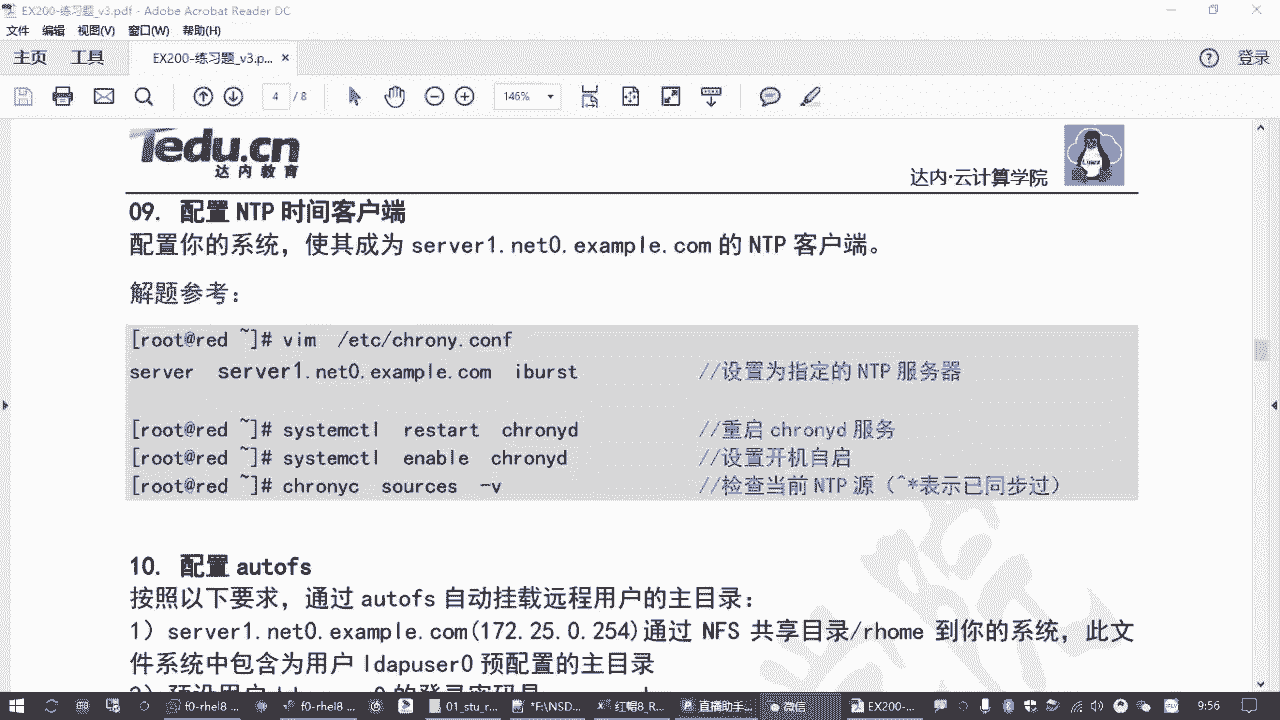 EX200-练习题_v3.pdf - Adobe Acrobat Reader DC
文件 编辑 视图(V) 窗口(W) 帮助(H)
主页 工具 EX200-练习题_v3.p... × 登录
4 / 8 146%
Tedu.cn
达内教育
达内·云计算学院
09. 配置 NTP 时间客户端
配置你的系统，使其成为 server1.net0.example.com 的 NTP 客户端。
解题参考：
[root@red ~]# vim /etc/chrony.conf
server server1.net0.example.com iburst //设置为指定的 NTP 服务器
[root@red ~]# systemctl restart chronyd //重启 chronyd 服务
[root@red ~]# systemctl enable chronyd //设置开机自启
[root@red ~]# chronyc sources -v //检查当前 NTP 源（^*表示已同步过）
10. 配置 autofs
按照以下要求，通过 autofs 自动挂载远程用户的主目录：
1）server1.net0.example.com(172.25.0.254)通过 NFS 共享目录/rhome 到你的系统，此文
件系统中包含为用户 ldapuser0 预配置的主目录
f0-rhel8 ... f0-rhel8 ... 01_stu_r... *F:\NSD... 红帽8_R... 直播助手... 微信 EX200-... 9:56